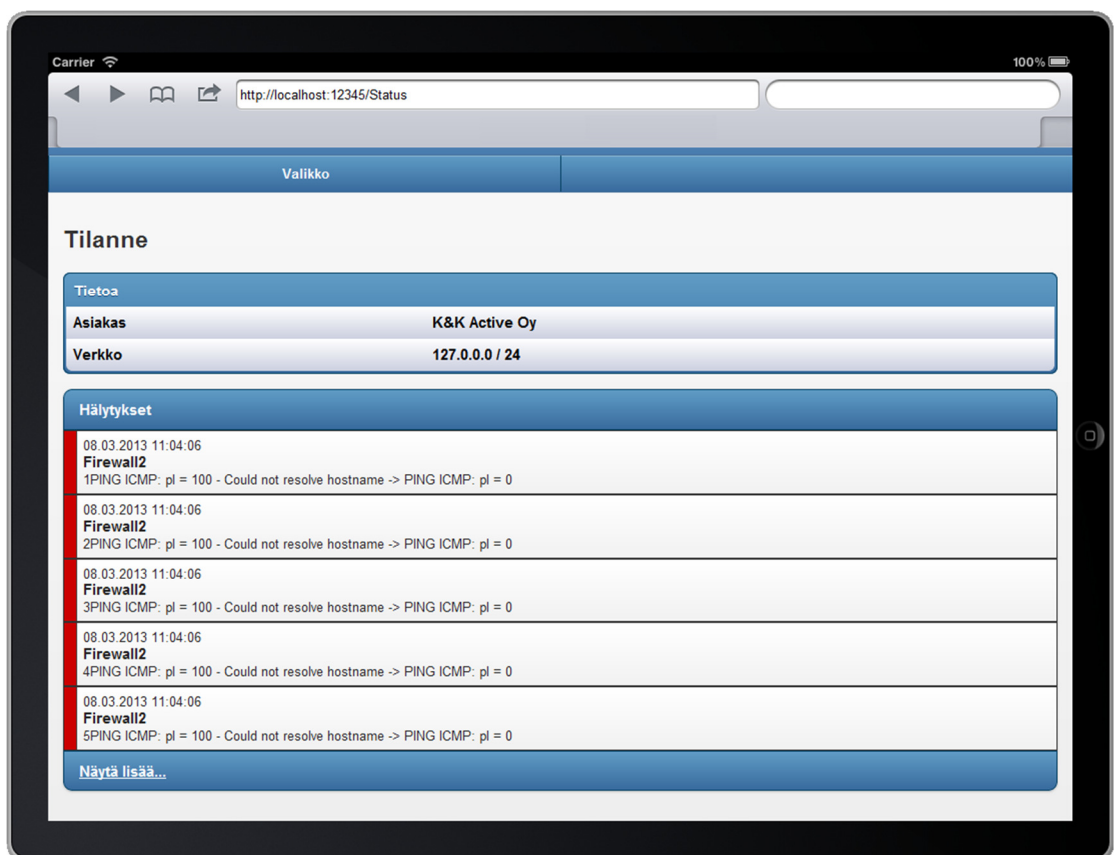 Carrier 100%
http://localhost:12345/Status
Valikko
Tilanne
Tietoa
Asiakas K&K Active Oy
Verkko 127.0.0.0 / 24
Hälytykset
08.03.2013 11:04:06
Firewall2
1PING ICMP: pl = 100 - Could not resolve hostname -> PING ICMP: pl = 0
08.03.2013 11:04:06
Firewall2
2PING ICMP: pl = 100 - Could not resolve hostname -> PING ICMP: pl = 0
08.03.2013 11:04:06
Firewall2
3PING ICMP: pl = 100 - Could not resolve hostname -> PING ICMP: pl = 0
08.03.2013 11:04:06
Firewall2
4PING ICMP: pl = 100 - Could not resolve hostname -> PING ICMP: pl = 0
08.03.2013 11:04:06
Firewall2
5PING ICMP: pl = 100 - Could not resolve hostname -> PING ICMP: pl = 0
Näytä lisää...